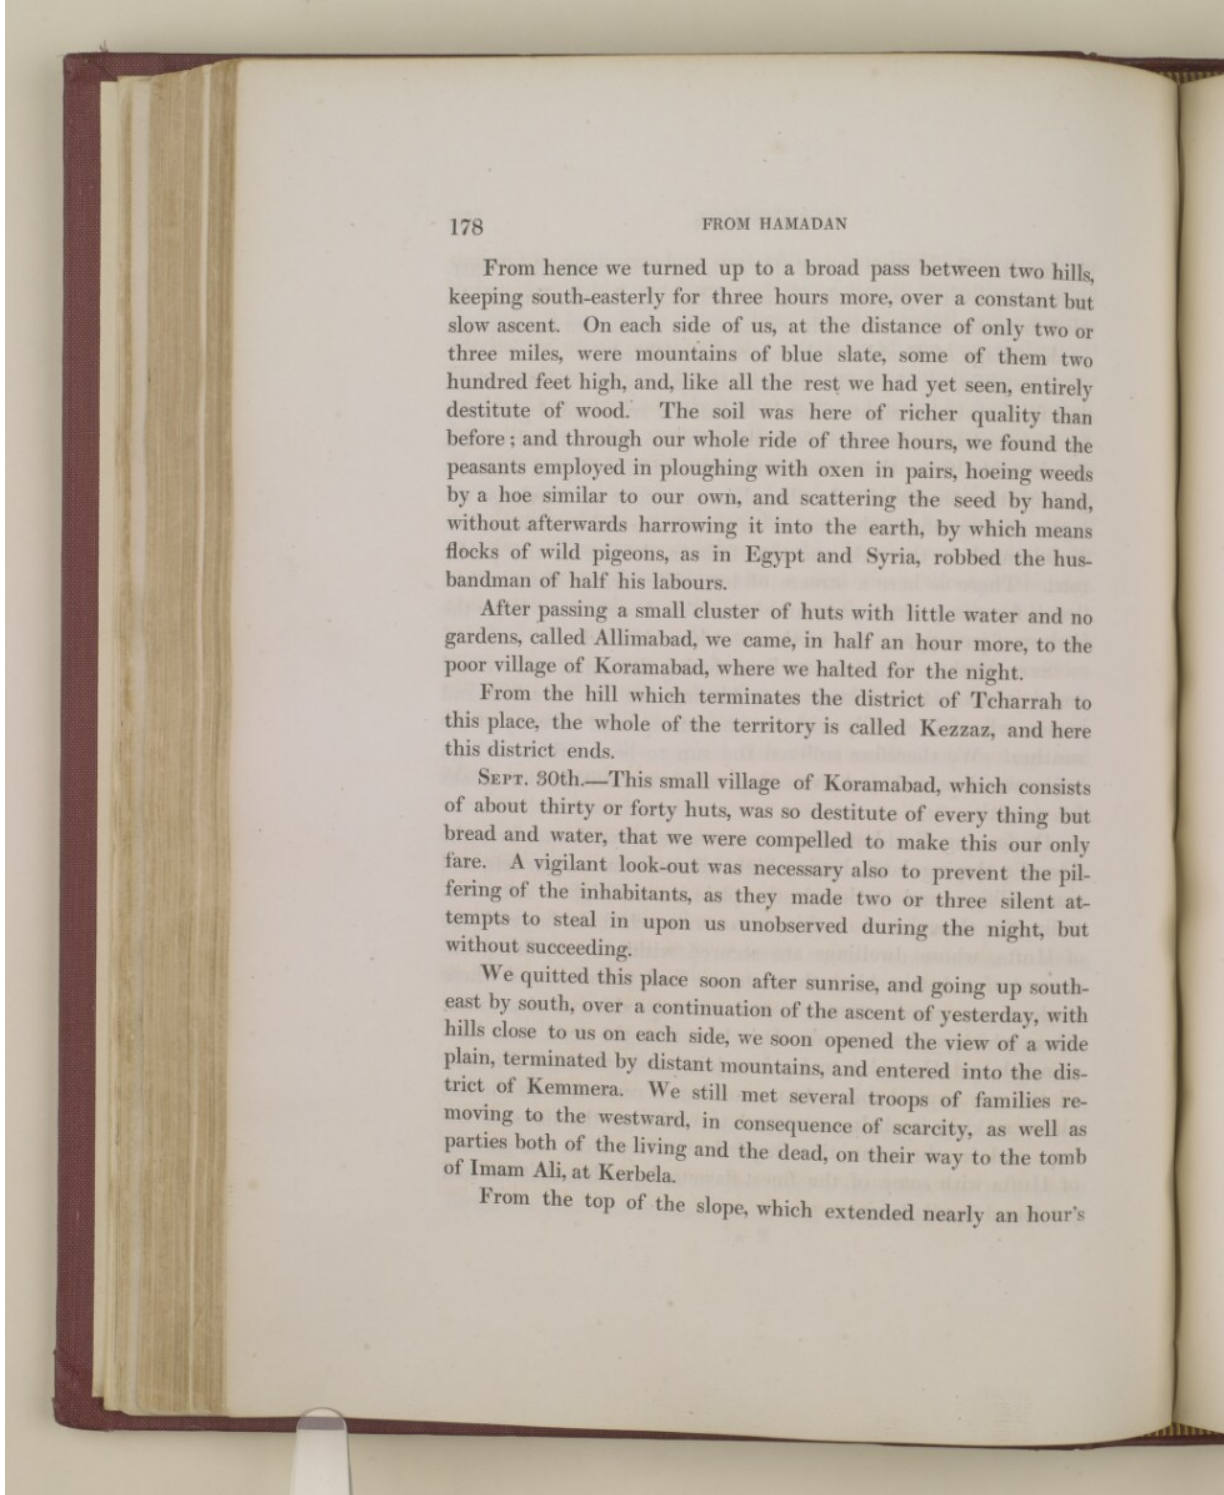 178
FROM HAMADAN
From hence we turned up to a broad pass between two hills,
keeping south-easterly for three hours more, over a constant but
slow ascent. On each side of us, at the distance of only two or
three miles, were mountains of blue slate, some of them two
hundred feet high, and, like all the rest we had yet seen, entirely
destitute of wood. The soil was here of richer quality than
before; and through our whole ride of three hours, we found the
peasants employed in ploughing with oxen in pairs, hoeing weeds
by a hoe similar to our own, and scattering the seed by hand,
without afterwards harrowing it into the earth, by which means
flocks of wild pigeons, as in Egypt and Syria, robbed the hus-
bandman of half his labours.
After passing a small cluster of huts with little water and no
gardens, called Allimabad, we came, in half an hour more, to the
poor village of Koramabad, where we halted for the night.
From the hill which terminates the district of Tcharrah to
this place, the whole of the territory is called Kezzaz, and here
this district ends.
SEPT. 30th.—This small village of Koramabad, which consists
of about thirty or forty huts, was so destitute of every thing but
bread and water, that we were compelled to make this our only
fare. A vigilant look-out was necessary also to prevent the pil-
fering of the inhabitants, as they made two or three silent at-
tempts to steal in upon us unobserved during the night, but
without succeeding.
We quitted this place soon after sunrise, and going up south-
east by south, over a continuation of the ascent of yesterday, with
hills close to us on each side, we soon opened the view of a wide
plain, terminated by distant mountains, and entered into the dis-
trict of Kemmera. We still met several troops of families re-
moving to the westward, in consequence of scarcity, as well as
parties both of the living and the dead, on their way to the tomb
of Imam Ali, at Kerbela.
From the top of the slope, which extended nearly an hour's